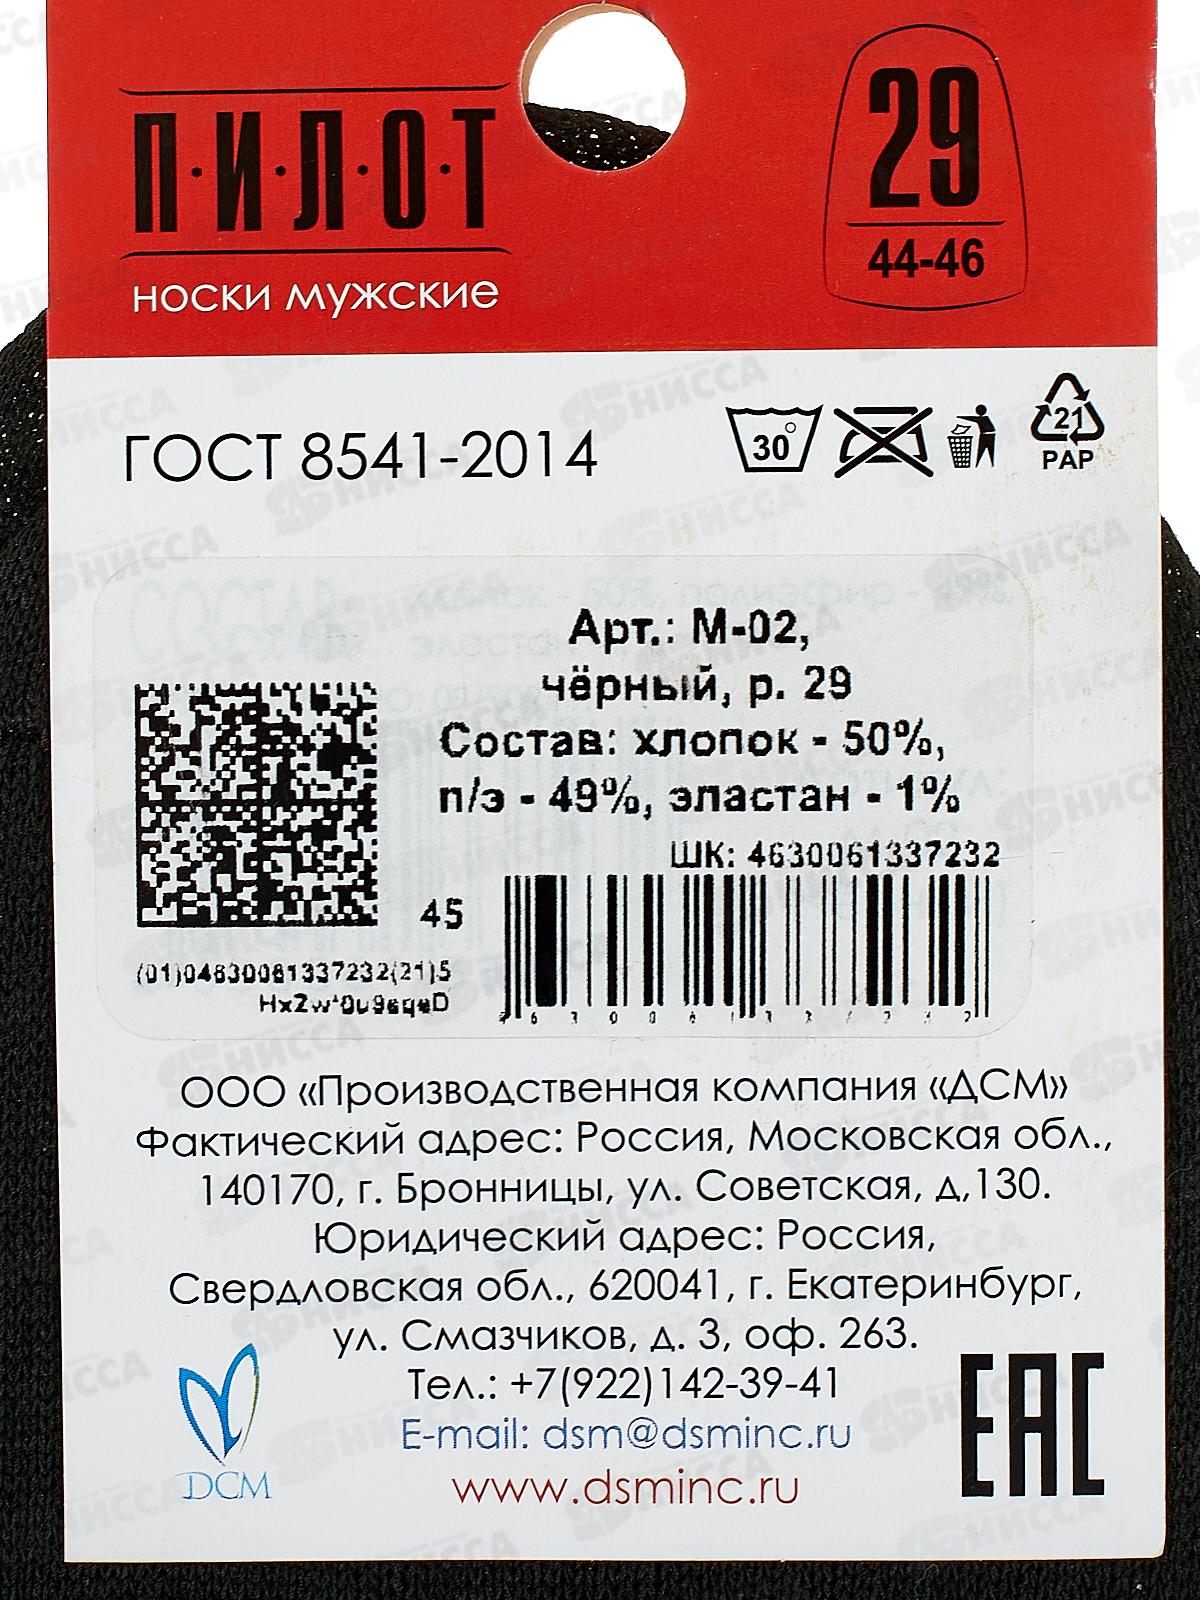 П·И·Л·О·Т
носки мужские
29
44-46
ГОСТ 8541-2014
30°
21
PAP
Арт.: М-02,
чёрный, р. 29
Состав: хлопок - 50%,
п/э - 49%, эластан - 1%
ШК: 4630061337232
45
(01)04630061337232(21)5
ООО «Производственная компания «ДСМ»
Фактический адрес: Россия, Московская обл.,
140170, г. Бронницы, ул. Советская, д,130.
Юридический адрес: Россия,
Свердловская обл., 620041, г. Екатеринбург,
ул. Смазчиков, д. 3, оф. 263.
Тел.: +7(922)142-39-41
E-mail: dsm@dsminc.ru
www.dsminc.ru
ДСМ
EAC